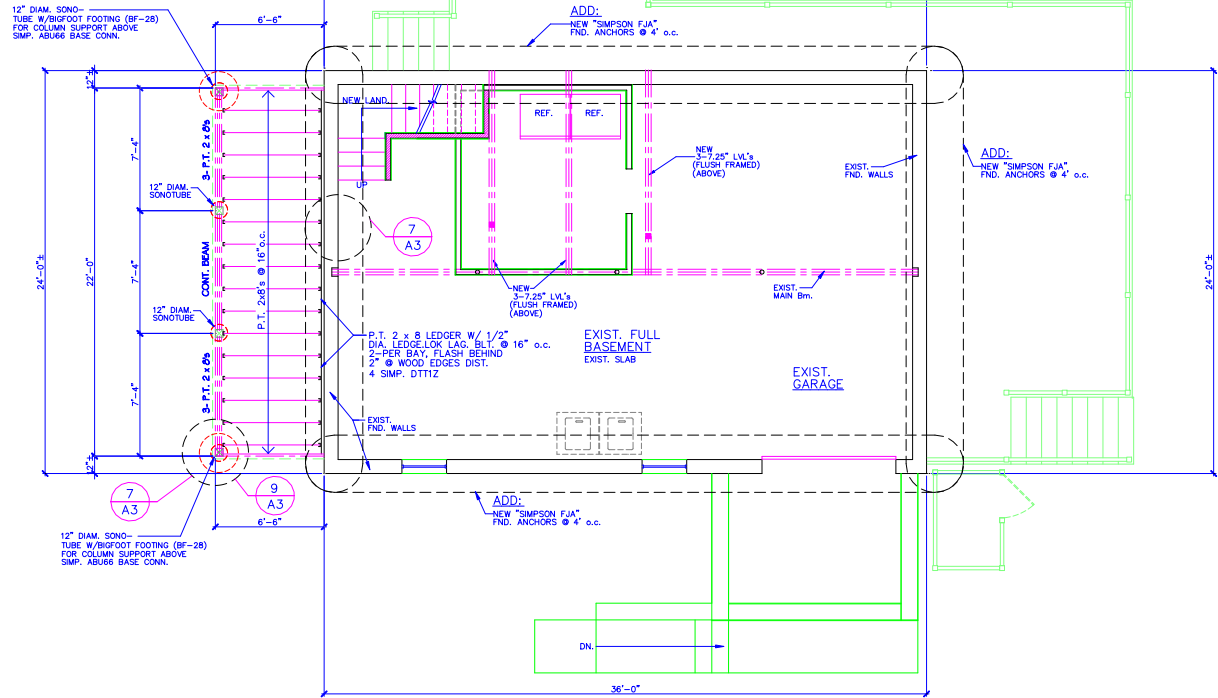 12" DIAM. SONO-
TUBE W/BIGFOOT FOOTING (BF-28)
FOR COLUMN SUPPORT ABOVE
SIMP. ABU66 BASE CONN.
6'-6"
ADD:
NEW "SIMPSON FJA"
FND. ANCHORS @ 4' o.c.
12"±
24'-0"±
22'-0"
12"±
7'-4"
7'-4"
7'-4"
3- P.T. 2 x 8's
CONT. BEAM
3- P.T. 2 x 8's
P.T. 2x8's @ 16" o.c.
12" DIAM.
SONOTUBE
12" DIAM.
SONOTUBE
NEW LAND.
UP
REF.
REF.
NEW
3-7.25" LVL's
(FLUSH FRAMED)
(ABOVE)
EXIST.
FND. WALLS
ADD:
NEW "SIMPSON FJA"
FND. ANCHORS @ 4' o.c.
24'-0"±
7
A3
NEW
3-7.25" LVL's
(FLUSH FRAMED)
(ABOVE)
EXIST.
MAIN Bm.
P.T. 2 x 8 LEDGER W/ 1/2"
DIA. LEDGE.LOK LAG. BLT. @ 16" o.c.
2-PER BAY, FLASH BEHIND
2" @ WOOD EDGES DIST.
4 SIMP. DTT1Z
EXIST. FULL
BASEMENT
EXIST. SLAB
EXIST.
GARAGE
EXIST.
FND. WALLS
7
A3
9
A3
6'-6"
ADD:
NEW "SIMPSON FJA"
FND. ANCHORS @ 4' o.c.
12" DIAM. SONO-
TUBE W/BIGFOOT FOOTING (BF-28)
FOR COLUMN SUPPORT ABOVE
SIMP. ABU66 BASE CONN.
DN.
36'-0"